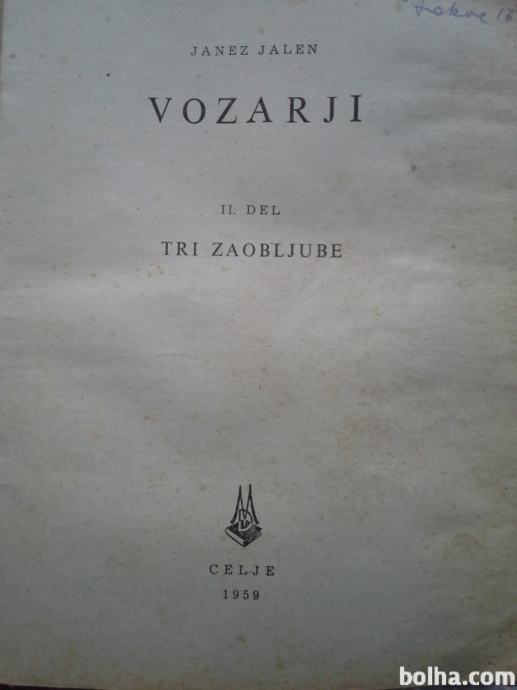 JANEZ JALEN
VOZARJI
II. DEL
TRI ZAOBLJUBE
CELJE
1959
bolha.com